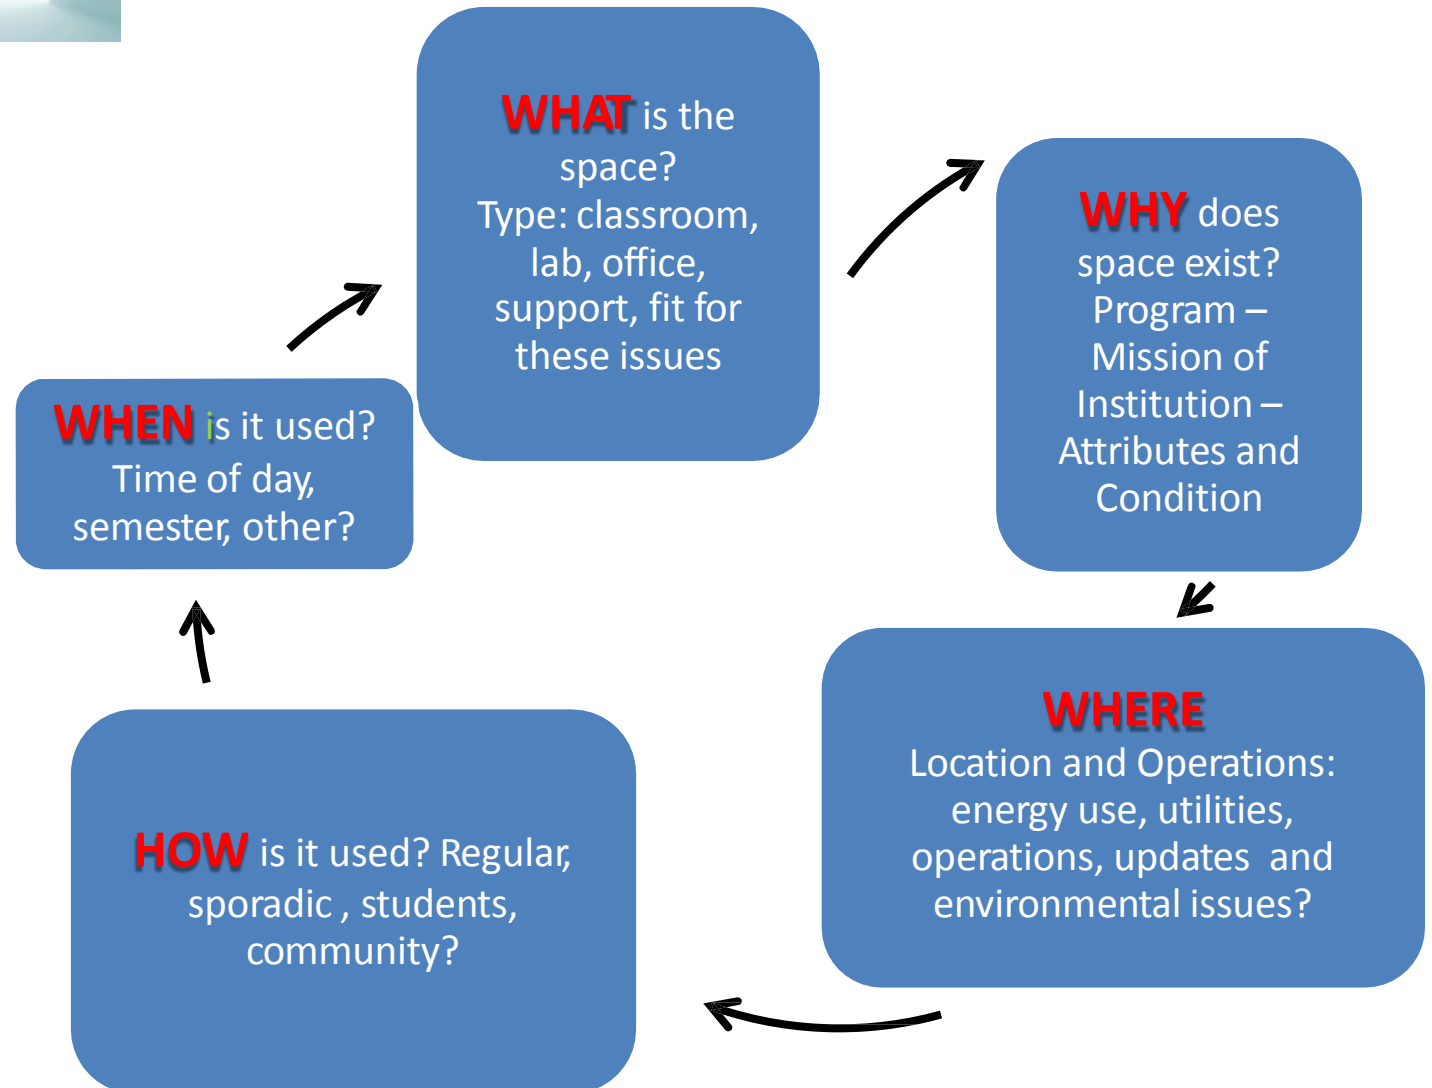 WHAT is the
space?
Type: classroom,
lab, office,
support, fit for
these issues
WHY does
space exist?
Program –
Mission of
Institution –
Attributes and
Condition
WHERE
Location and Operations:
energy use, utilities,
operations, updates  and
environmental issues?
HOW is it used? Regular,
sporadic , students,
community?
WHEN is it used?
Time of day,
semester, other?